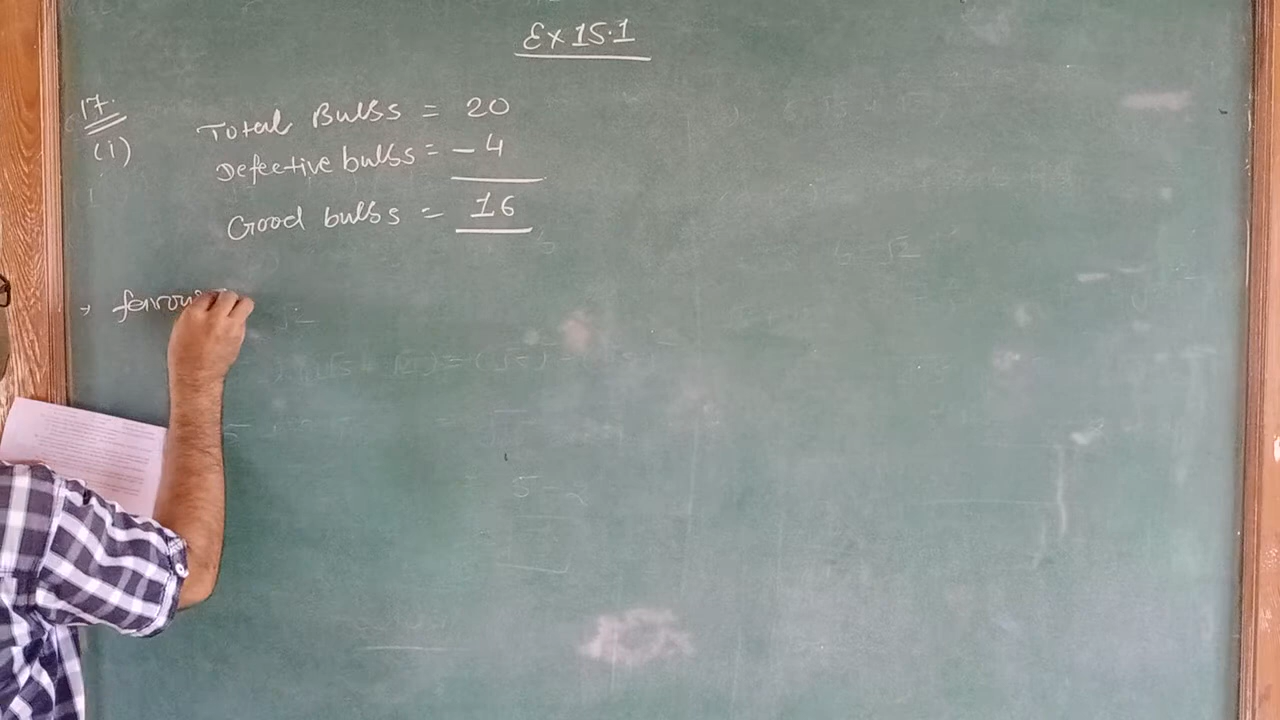 Ex 15.1
17.
(i)
Total Bulbs = 20
Defective bulbs = - 4
Good bulbs = 16